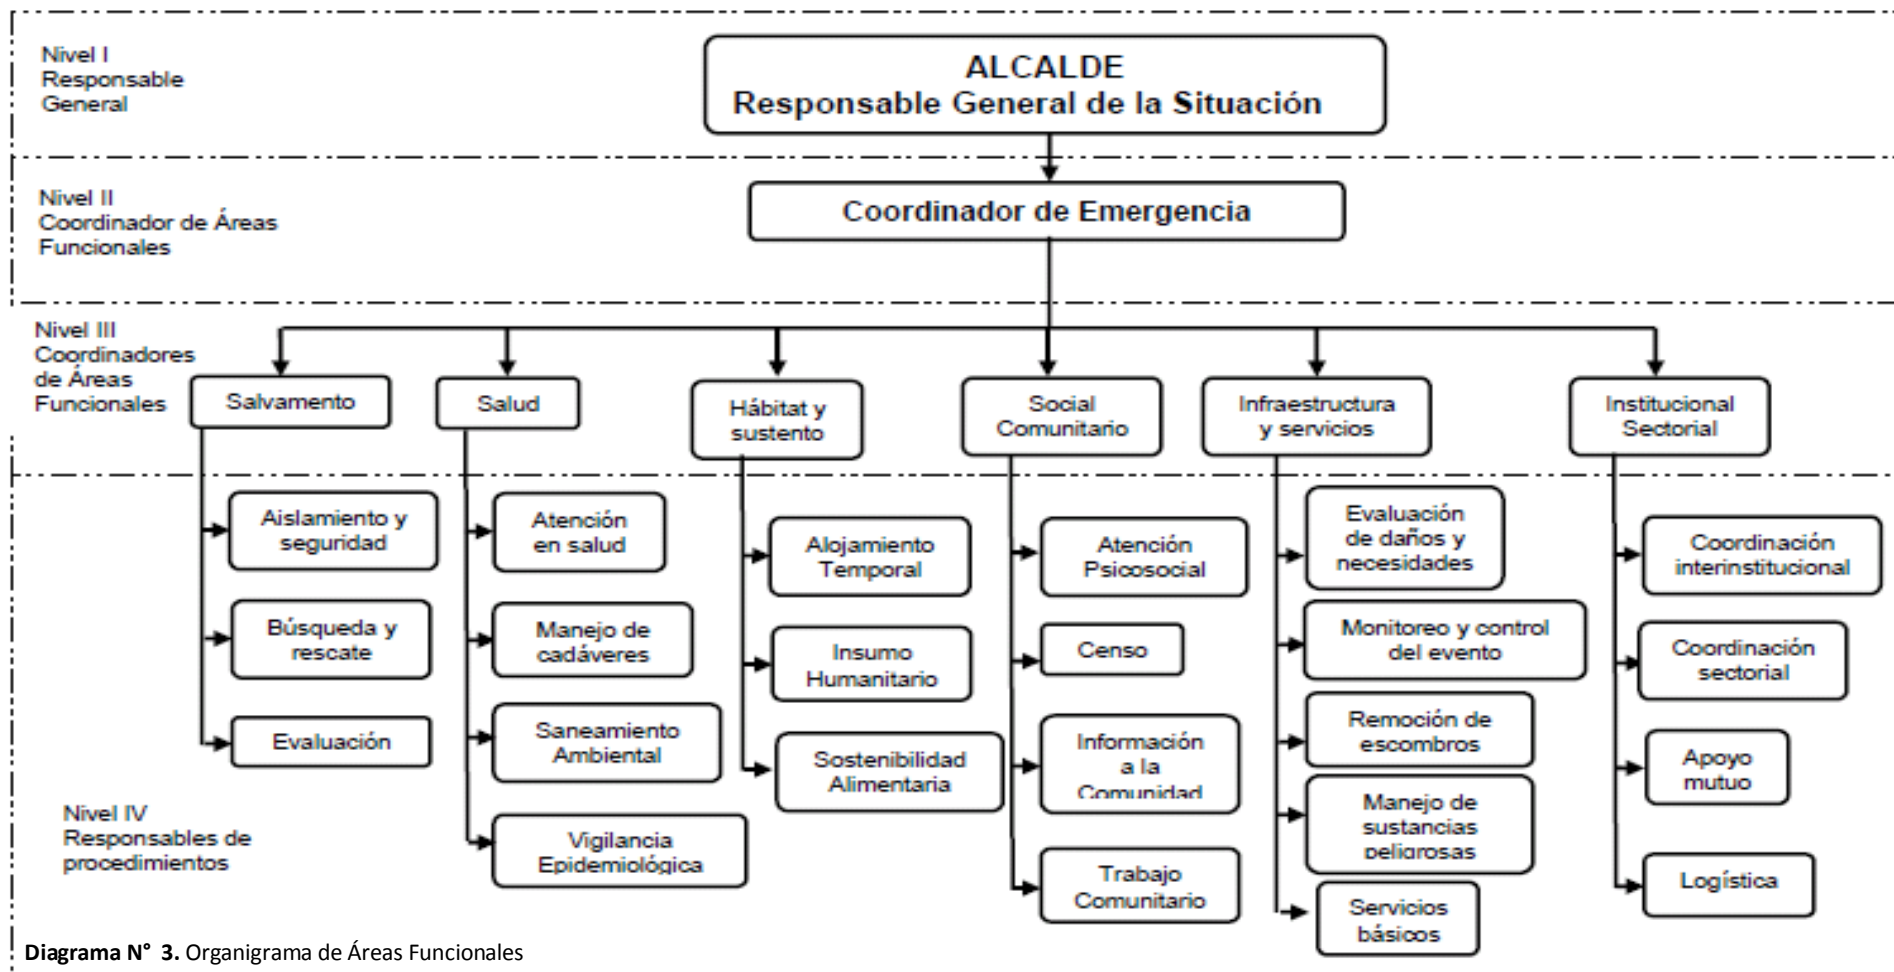 Nivel I
Responsable
General
ALCALDE
Responsable General de la Situación
Nivel II
Coordinador de Áreas
Funcionales
Coordinador de Emergencia
Nivel III
Coordinadores
de Áreas
Funcionales
Salvamento
Salud
Hábitat y
sustento
Social
Comunitario
Infraestructura
y servicios
Institucional
Sectorial
Aislamiento y
seguridad
Búsqueda y
rescate
Evaluación
Atención
en salud
Manejo de
cadáveres
Saneamiento
Ambiental
Vigilancia
Epidemiológica
Alojamiento
Temporal
Insumo
Humanitario
Sostenibilidad
Alimentaria
Atención
Psicosocial
Censo
Información
a la
Comunidad
Trabajo
Comunitario
Evaluación
de daños y
necesidades
Monitoreo y control
del evento
Remoción de
escombros
Manejo de
sustancias
peligrosas
Servicios
básicos
Coordinación
interinstitucional
Coordinación
sectorial
Apoyo
mutuo
Logística
Nivel IV
Responsables de
procedimientos
Diagrama N° 3. Organigrama de Áreas Funcionales